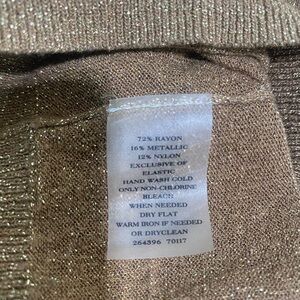 72% RAYON
16% METALLIC
12% NYLON
EXCLUSIVE OF
ELASTIC
HAND WASH COLD
ONLY NON-CHLORINE
BLEACH
WHEN NEEDED
DRY FLAT
WARM IRON IF NEEDED
OR DRYCLEAN
264396 70117